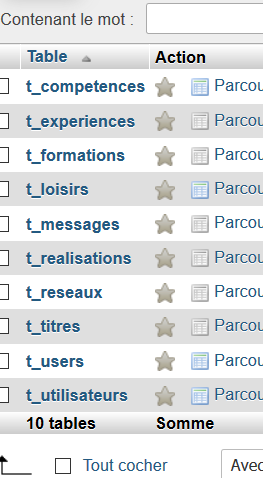 Contenant le mot :
Table Action
t_competences Parcou
t_experiences Parcou
t_formations Parcou
t_loisirs Parcou
t_messages Parcou
t_realisations Parcou
t_reseaux Parcou
t_titres Parcou
t_users Parcou
t_utilisateurs Parcou
10 tables Somme
Tout cocher Avec